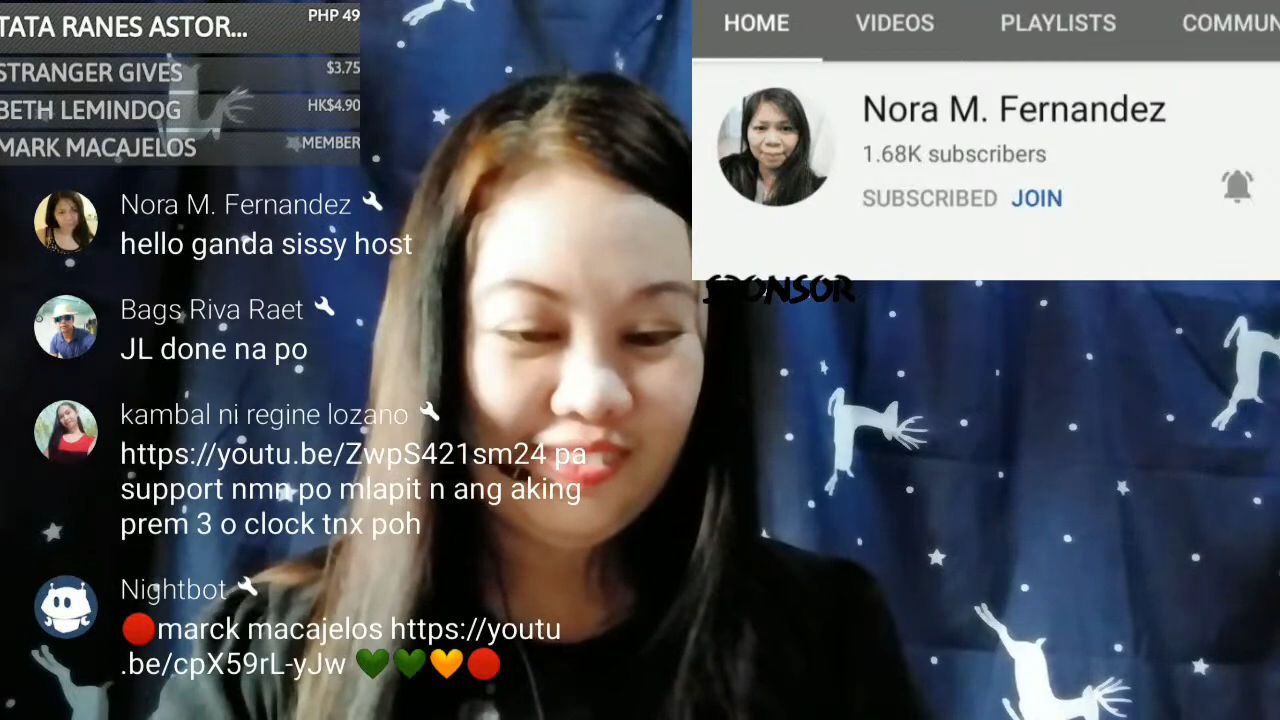 TATA RANES ASTOR... PHP 49
STRANGER GIVES $3.75
BETH LEMINDOG HK$4.90
MARK MACAJELOS MEMBER
Nora M. Fernandez
hello ganda sissy host
Bags Riva Raet
JL done na po
kambal ni regine lozano
https://youtu.be/ZwpS421sm24 pa
support nmn po mlapit n ang aking
prem 3 o clock tnx poh
Nightbot
🔴marck macajelos https://youtu
.be/cpX59rL-yJw 💚💚🧡🔴
HOME VIDEOS PLAYLISTS COMMUN
Nora M. Fernandez
1.68K subscribers
SUBSCRIBED JOIN
SPONSOR